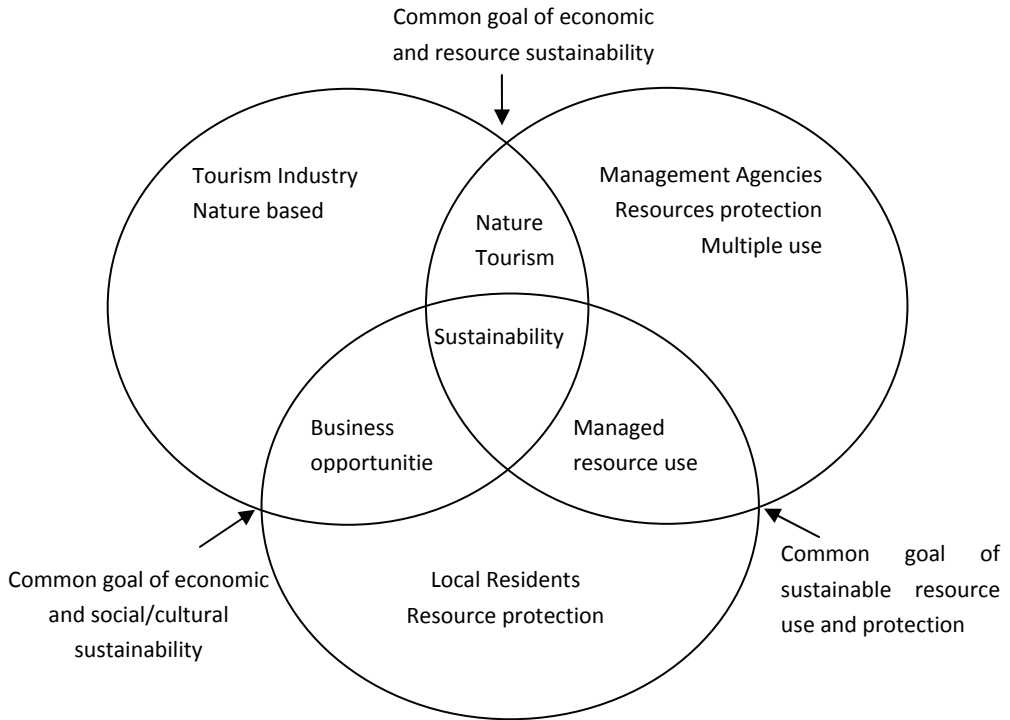 Common goal of economic
and resource sustainability
Tourism Industry
Nature based
Management Agencies
Resources protection
Multiple use
Nature
Tourism
Sustainability
Business
opportunitie
Managed
resource use
Common goal of economic
and social/cultural
sustainability
Local Residents
Resource protection
Common goal of
sustainable resource
use and protection